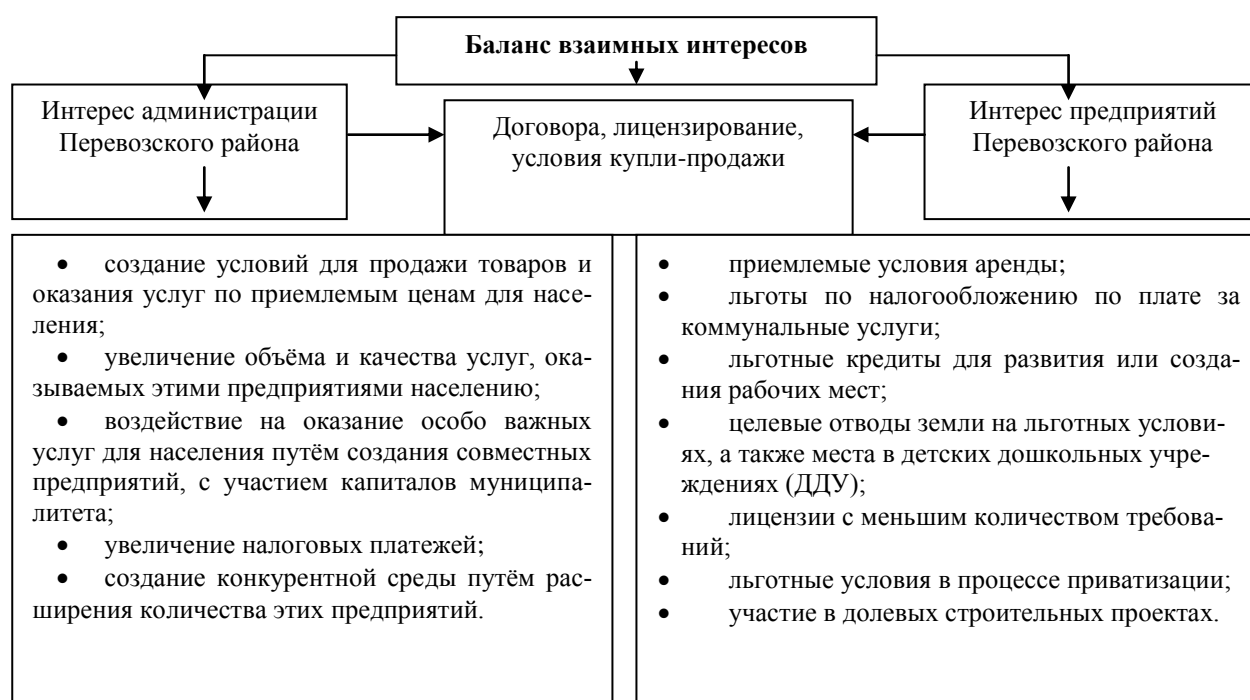 Баланс взаимных интересов
Интерес администрации
Перевозского района
Договора, лицензирование,
условия купли-продажи
Интерес предприятий
Перевозского района
• создание условий для продажи товаров и
оказания услуг по приемлемым ценам для насе-
ления;
• увеличение объёма и качества услуг, ока-
зываемых этими предприятиями населению;
• воздействие на оказание особо важных
услуг для населения путём создания совместных
предприятий, с участием капиталов муниципа-
литета;
• увеличение налоговых платежей;
• создание конкурентной среды путём рас-
ширения количества этих предприятий.
• приемлемые условия аренды;
• льготы по налогообложению по плате за
коммунальные услуги;
• льготные кредиты для развития или созда-
ния рабочих мест;
• целевые отводы земли на льготных услови-
ях, а также места в детских дошкольных учре-
ждениях (ДДУ);
• лицензии с меньшим количеством требова-
ний;
• льготные условия в процессе приватизации;
• участие в долевых строительных проектах.